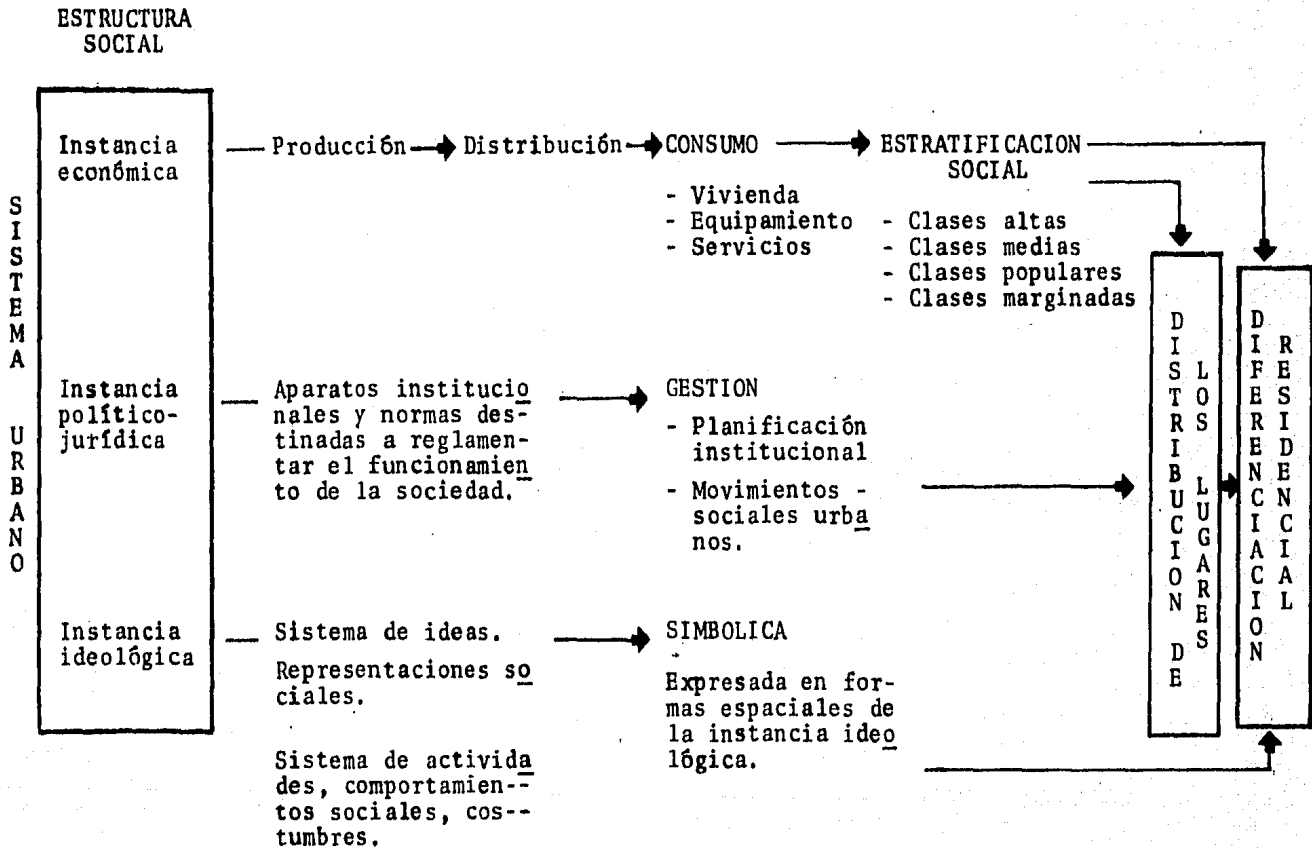 ESTRUCTURA
SOCIAL
SISTEMA URBANO
Instancia
económica
Producción
Distribución
CONSUMO
- Vivienda
- Equipamiento
- Servicios
ESTRATIFICACION
SOCIAL
- Clases altas
- Clases medias
- Clases populares
- Clases marginadas
Instancia
político-
jurídica
Aparatos institucio
nales y normas des-
tinadas a reglamen-
tar el funcionamien
to de la sociedad.
GESTION
- Planificación
institucional
- Movimientos -
sociales urba
nos.
Instancia
ideológica
Sistema de ideas.
Representaciones so
ciales.
Sistema de activida
des, comportamien--
tos sociales, cos--
tumbres.
SIMBOLICA
Expresada en for-
mas espaciales de
la instancia ideo
lógica.
DISTRIBUCION DE
LOS LUGARES
DIFERENCIACION
RESIDENCIAL